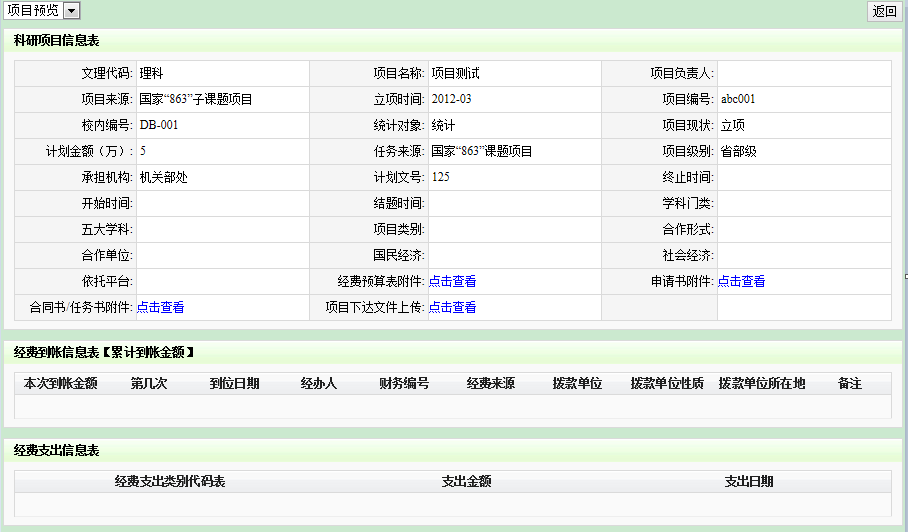 项目预览 返回
科研项目信息表
文理代码: 理科 项目名称: 项目测试 项目负责人:
项目来源: 国家“863”子课题项目 立项时间: 2012-03 项目编号: abc001
校内编号: DB-001 统计对象: 统计 项目现状: 立项
计划金额（万）: 5 任务来源: 国家“863”课题项目 项目级别: 省部级
承担机构: 机关部处 计划文号: 125 终止时间:
开始时间: 结题时间: 学科门类:
五大学科: 项目类别: 合作形式:
合作单位: 国民经济: 社会经济:
依托平台: 经费预算表附件: 点击查看 申请书附件: 点击查看
合同书/任务书附件: 点击查看 项目下达文件上传: 点击查看
经费到帐信息表【累计到帐金额】
本次到帐金额 第几次 到位日期 经办人 财务编号 经费来源 拨款单位 拨款单位性质 拨款单位所在地 备注
经费支出信息表
经费支出类别代码表 支出金额 支出日期